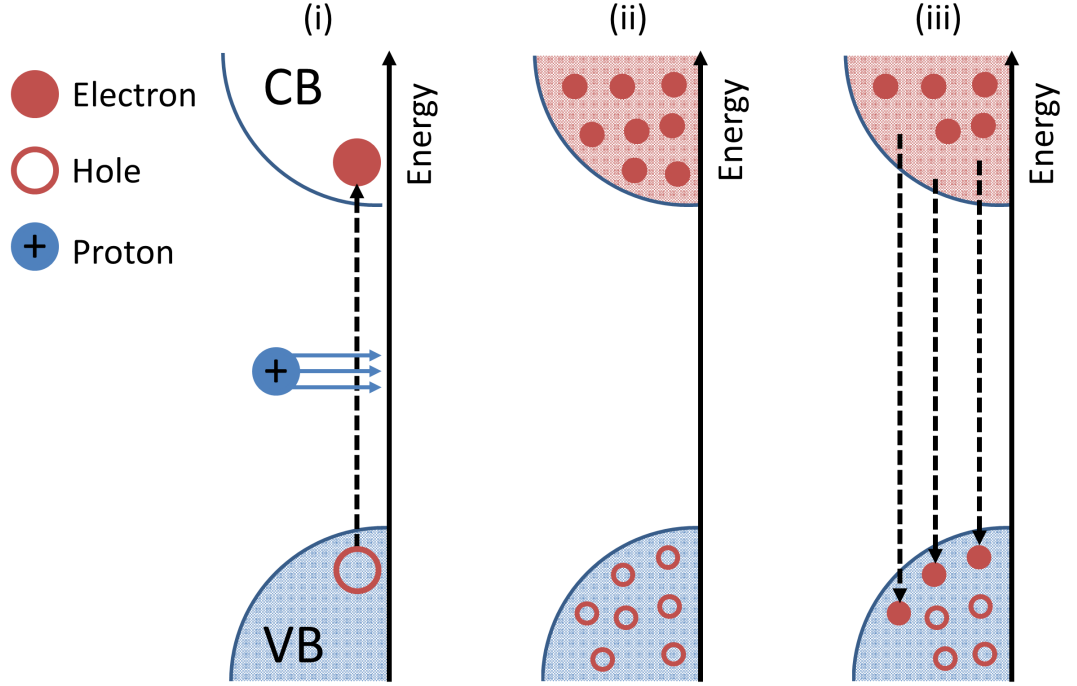 (i)
(ii)
(iii)
Electron
Hole
+ Proton
CB
Energy
Energy
Energy
+
VB